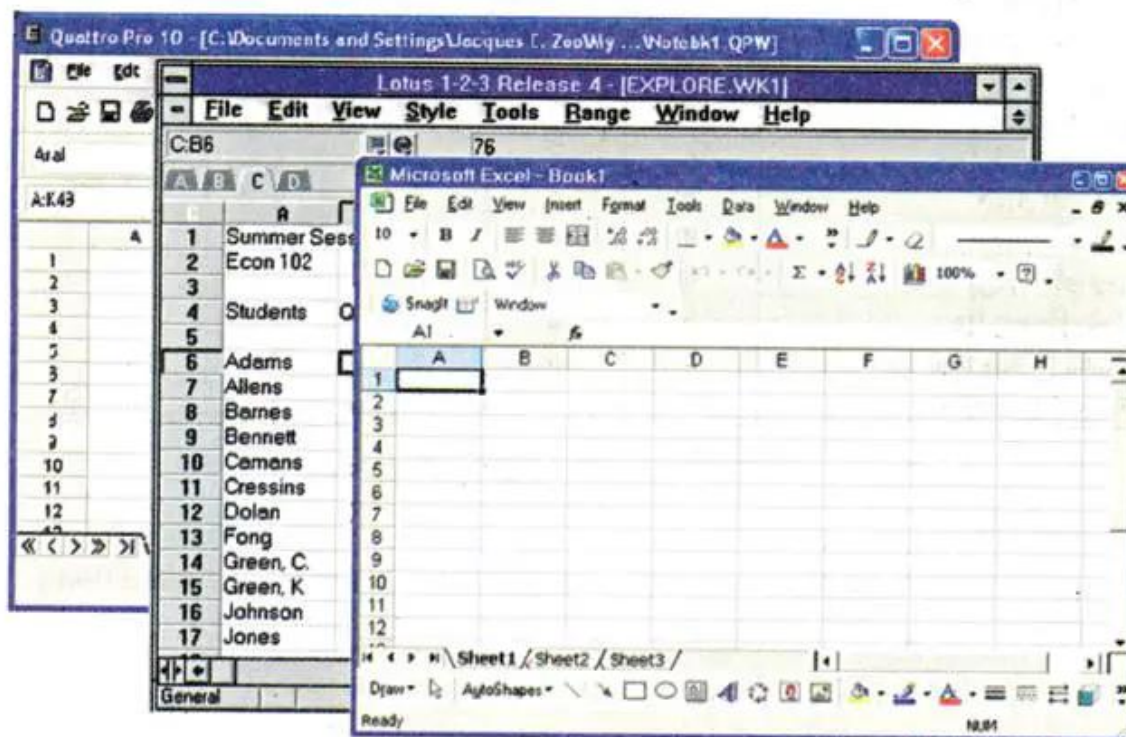 Quattro Pro 10 - [C:\Documents and Settings\Jacques
Notebk1.QPW]
File Edit
Arial
A:K43
A
1
2
3
4
10
11
12
Lotus 1-2-3 Release 4 - [EXPLORE.WK1]
File Edit View Style Tools Range Window Help
C:B6 76
A B C D
A
1 Summer Sess
2 Econ 102
3
4 Students O
5
6 Adams
7 Allens
8 Barnes
9 Bennett
10 Camans
11 Cressins
12 Dolan
13 Fong
14 Green, C.
15 Green, K
16 Johnson
17 Jones
General
Microsoft Excel - Book1
File Edit View Insert Format Tools Data Window Help
10 B I
100%
SnagIt Window
A1 fx
A B C D E F G H
1
2
3
4
5
6
7
8
9
10
11
12
Sheet1 / Sheet2 / Sheet3 /
Draw AutoShapes
Ready NUM